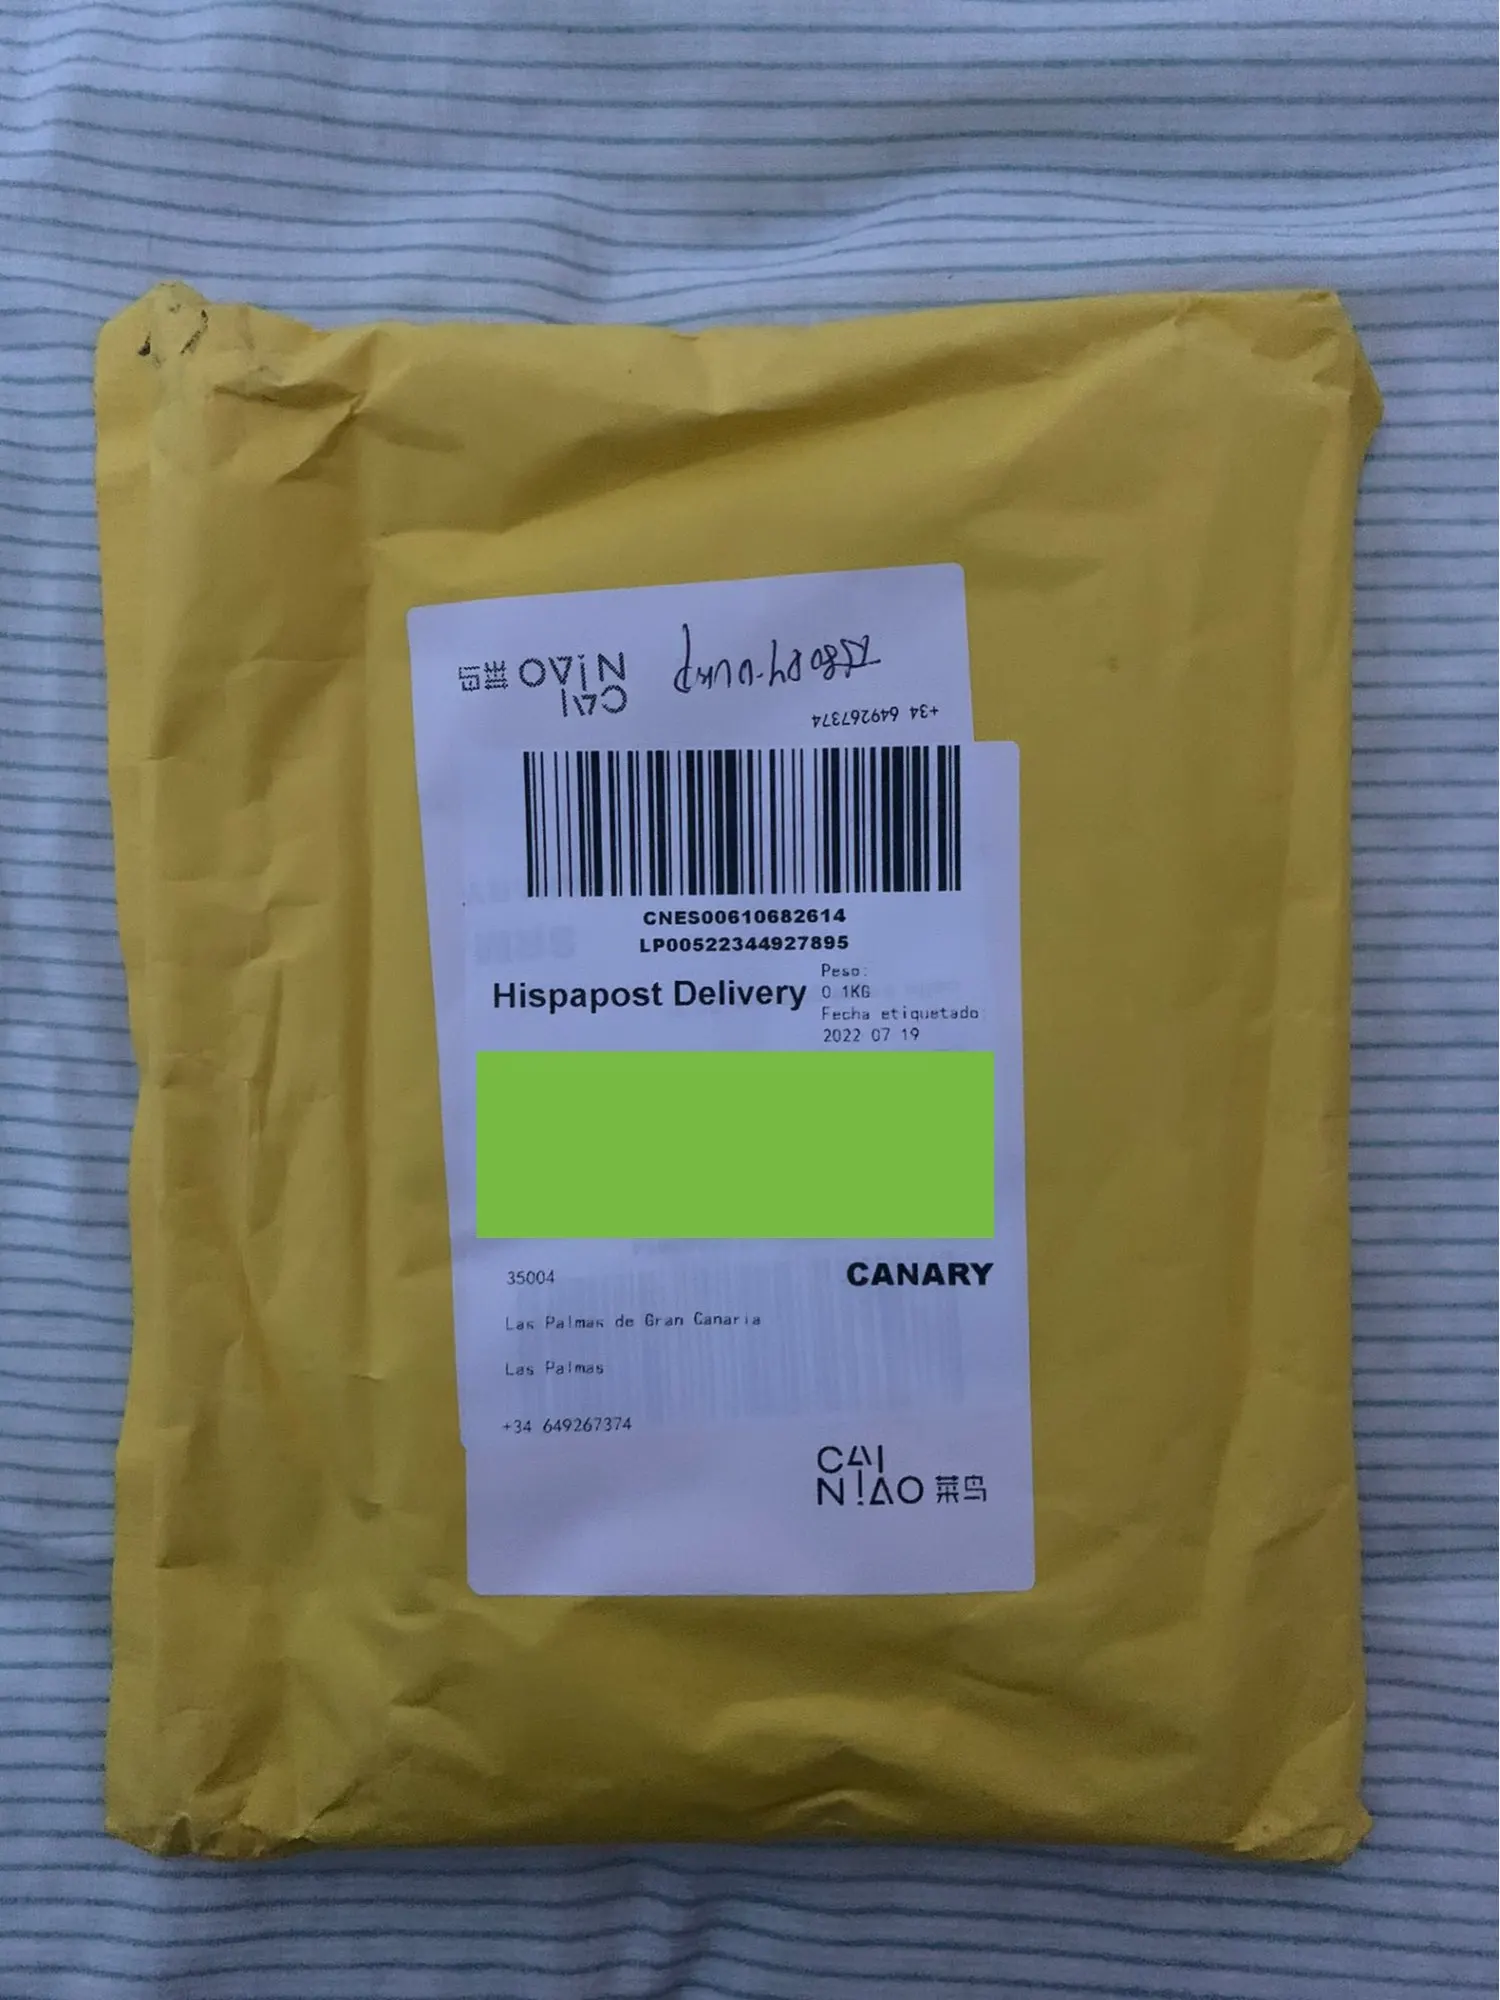 CAI
NIAO 菜鸟
+34 649267374
CNES00610682614
LP00522344927895
Hispapost Delivery
Peso:
0.1KG
Fecha etiquetado
2022 07 19
35004
CANARY
Las Palmas de Gran Canaria
Las Palmas
+34 649267374
CAI
NIAO 菜鸟